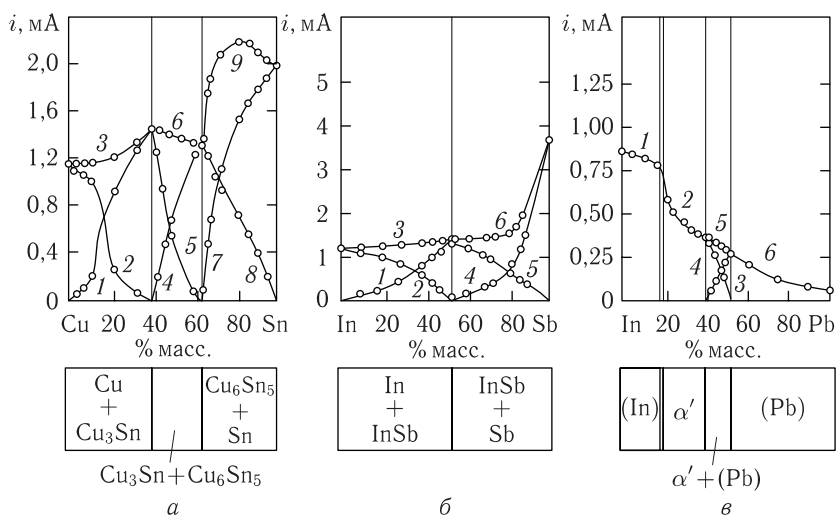 i, мА
2,0
1,6
1,2
0,8
0,4
0
1
2
3
4
5
6
7
8
9
Cu 20 40 60 80 Sn
% масс.
Cu + Cu₃Sn
Cu₆Sn₅ + Sn
Cu₃Sn + Cu₆Sn₅
а
i, мА
5
4
3
2
1
0
1
2
3
4
5
6
In 20 40 60 80 Sb
% масс.
In + InSb
InSb + Sb
б
i, мА
1,25
1,00
0,75
0,50
0,25
0
1
2
3
4
5
6
In 20 40 60 80 Pb
% масс.
(In)
α′
(Pb)
α′ + (Pb)
в